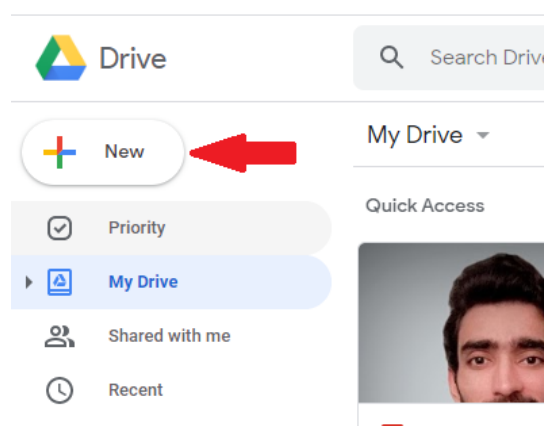 Drive
Search Drive
New
My Drive
Quick Access
Priority
My Drive
Shared with me
Recent